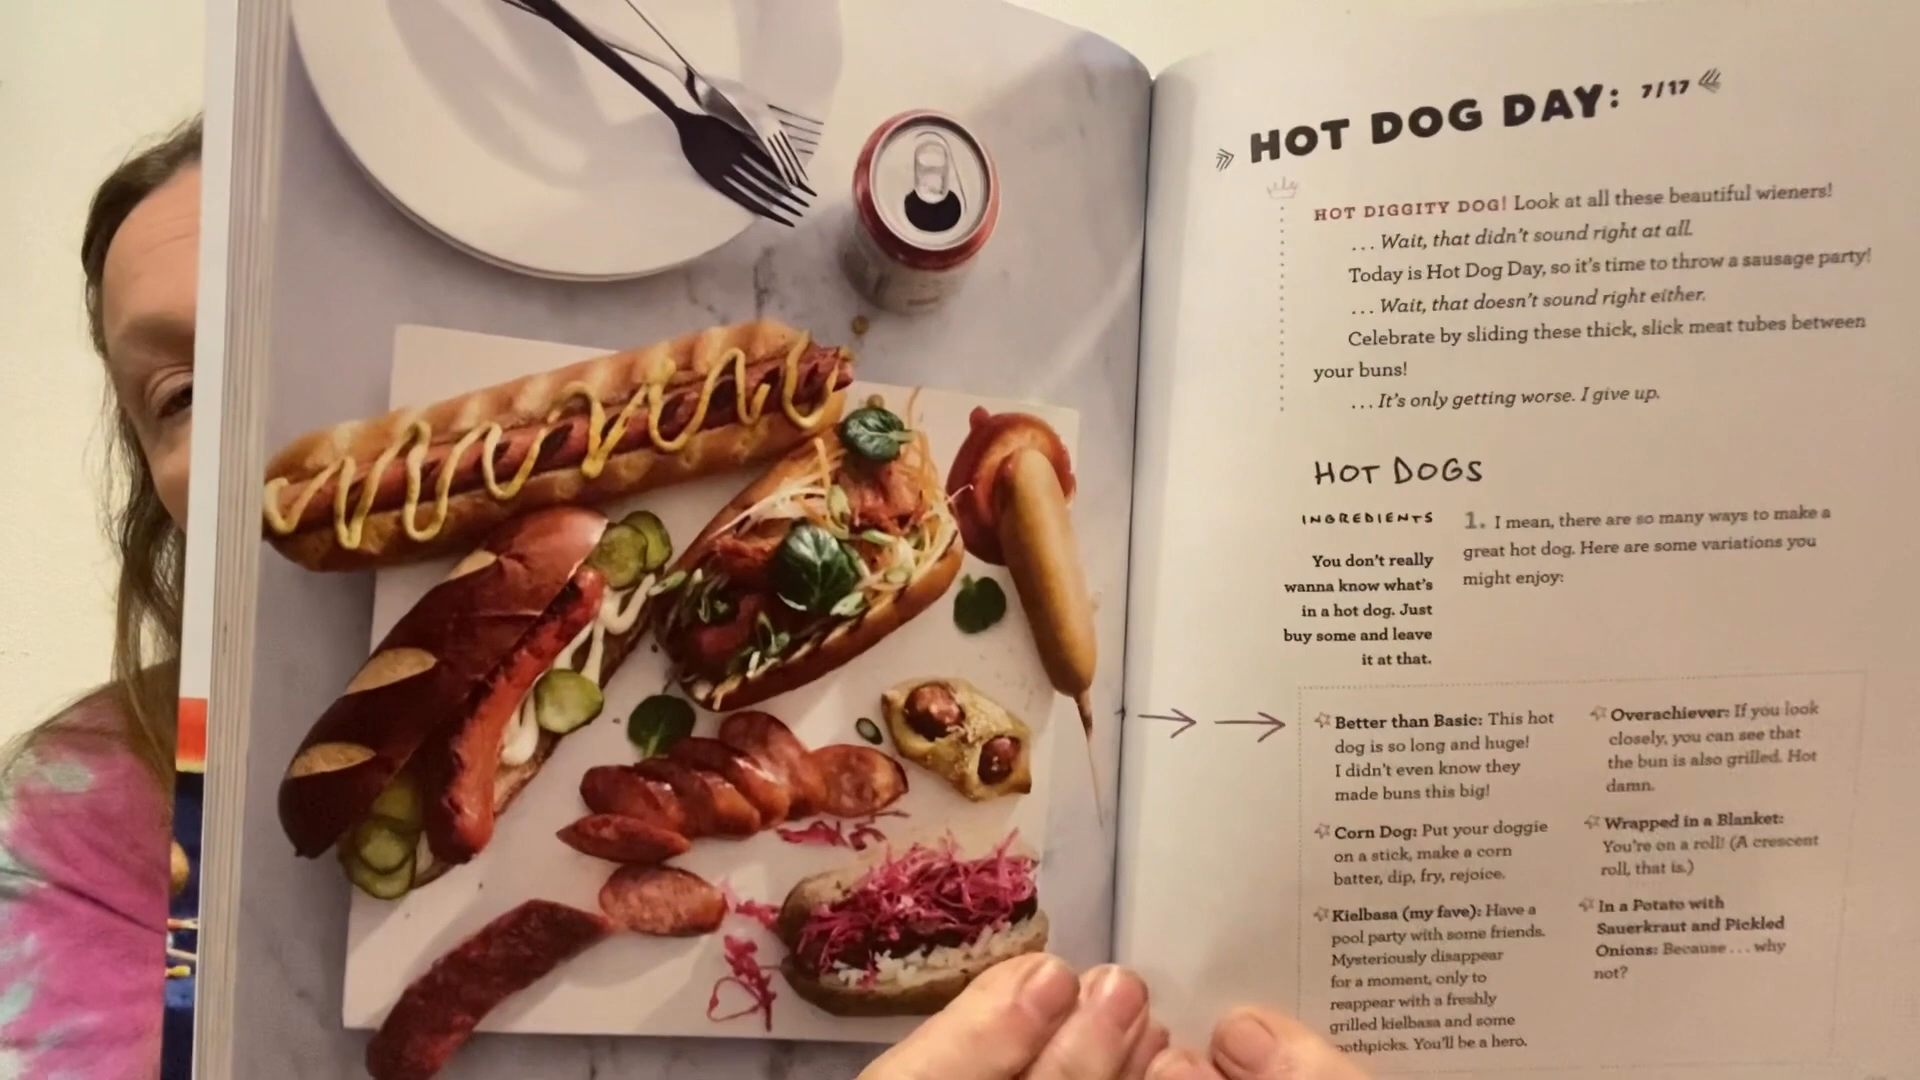 HOT DOG DAY: 7/17
HOT DIGGITY DOG! Look at all these beautiful wieners!
... Wait, that didn't sound right at all.
Today is Hot Dog Day, so it's time to throw a sausage party!
... Wait, that doesn't sound right either.
Celebrate by sliding these thick, slick meat tubes between
your buns!
... It's only getting worse. I give up.
HOT DOGS
INGREDIENTS
You don't really
wanna know what's
in a hot dog. Just
buy some and leave
it at that.
1. I mean, there are so many ways to make a
great hot dog. Here are some variations you
might enjoy:
Better than Basic: This hot
dog is so long and huge!
I didn't even know they
made buns this big!
Corn Dog: Put your doggie
on a stick, make a corn
batter, dip, fry, rejoice.
Kielbasa (my fave): Have a
pool party with some friends.
Mysteriously disappear
for a moment, only to
reappear with a freshly
grilled kielbasa and some
oothpicks. You'll be a hero.
Overachiever: If you look
closely, you can see that
the bun is also grilled. Hot
damn.
Wrapped in a Blanket:
You're on a roll! (A crescent
roll, that is.)
In a Potato with
Sauerkraut and Pickled
Onions: Because ... why
not?